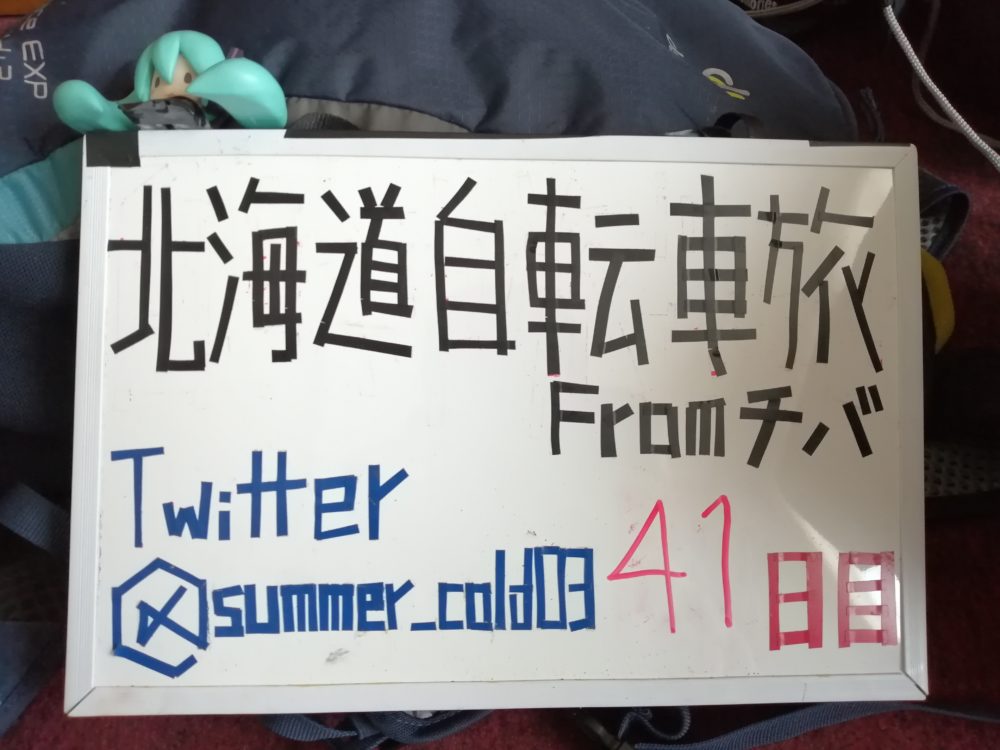 EXP
北海道自転車旅
Fromチバ
Twitter
@summer_cold03
41日目